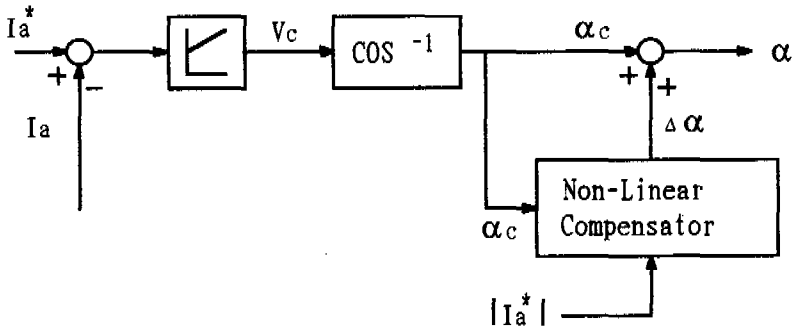 Ia*
+
-
Ia
Vc
COS -1
αc
+
+
α
Δα
αc
Non-Linear
Compensator
|Ia*|